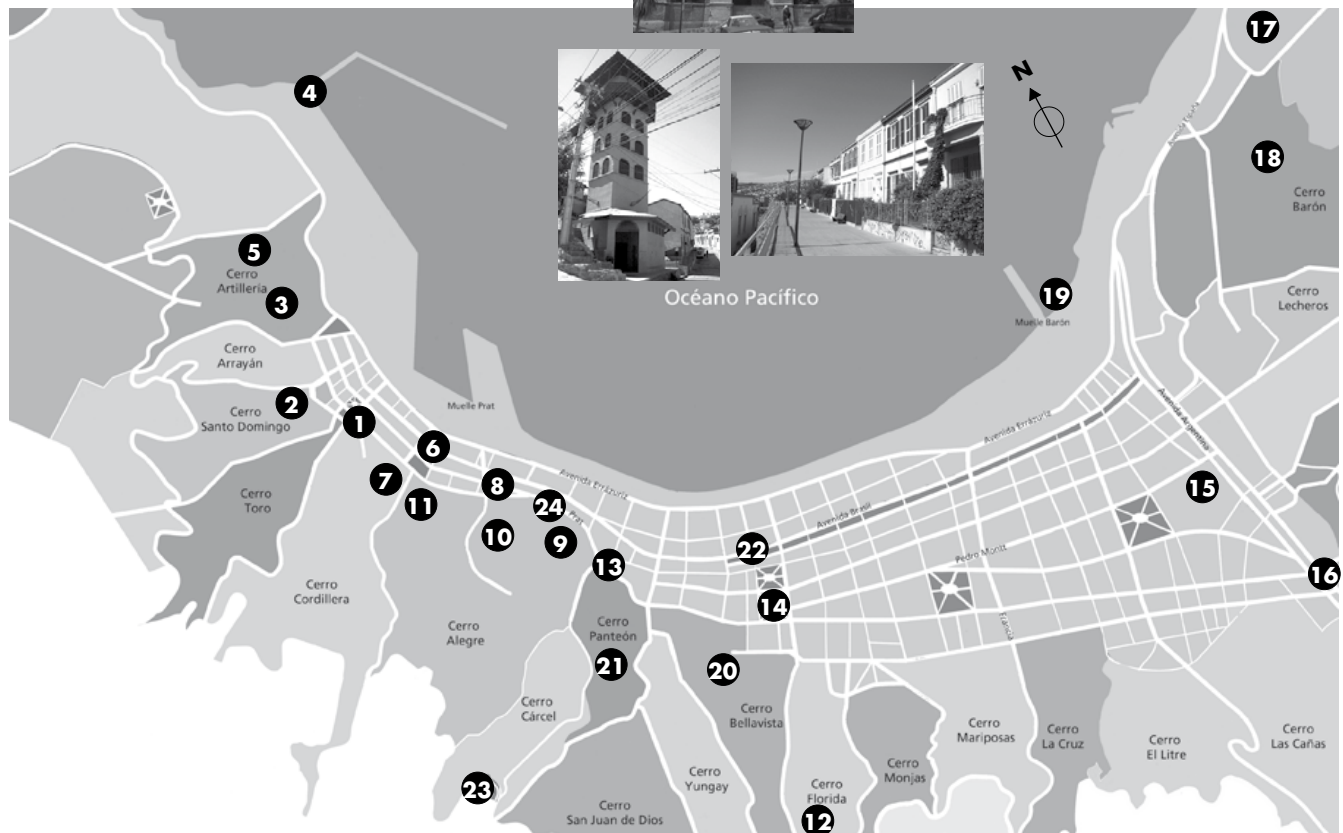 17
4
N
18
Cerro
Barón
Avenida España
5
Cerro
Artillería
3
Océano Pacífico
19
Muelle Barón
Cerro
Lecheros
Cerro
Arrayán
2
Cerro
Santo Domingo
1
Muelle Prat
6
7
11
8
24
Prat
10
9
13
Avenida Errázuriz
Avenida Errázuriz
Avenida Brasil
Avenida Argentina
22
14
Pedro Montt
15
16
Francia
Cerro
Toro
Cerro
Cordillera
Cerro
Alegre
Cerro
Panteón
21
20
Cerro
Bellavista
Cerro
Cárcel
23
Cerro
San Juan de Dios
Cerro
Yungay
Cerro
Florida
12
Cerro
Monjas
Cerro
Mariposas
Cerro
La Cruz
Cerro
El Litre
Cerro
Las Cañas